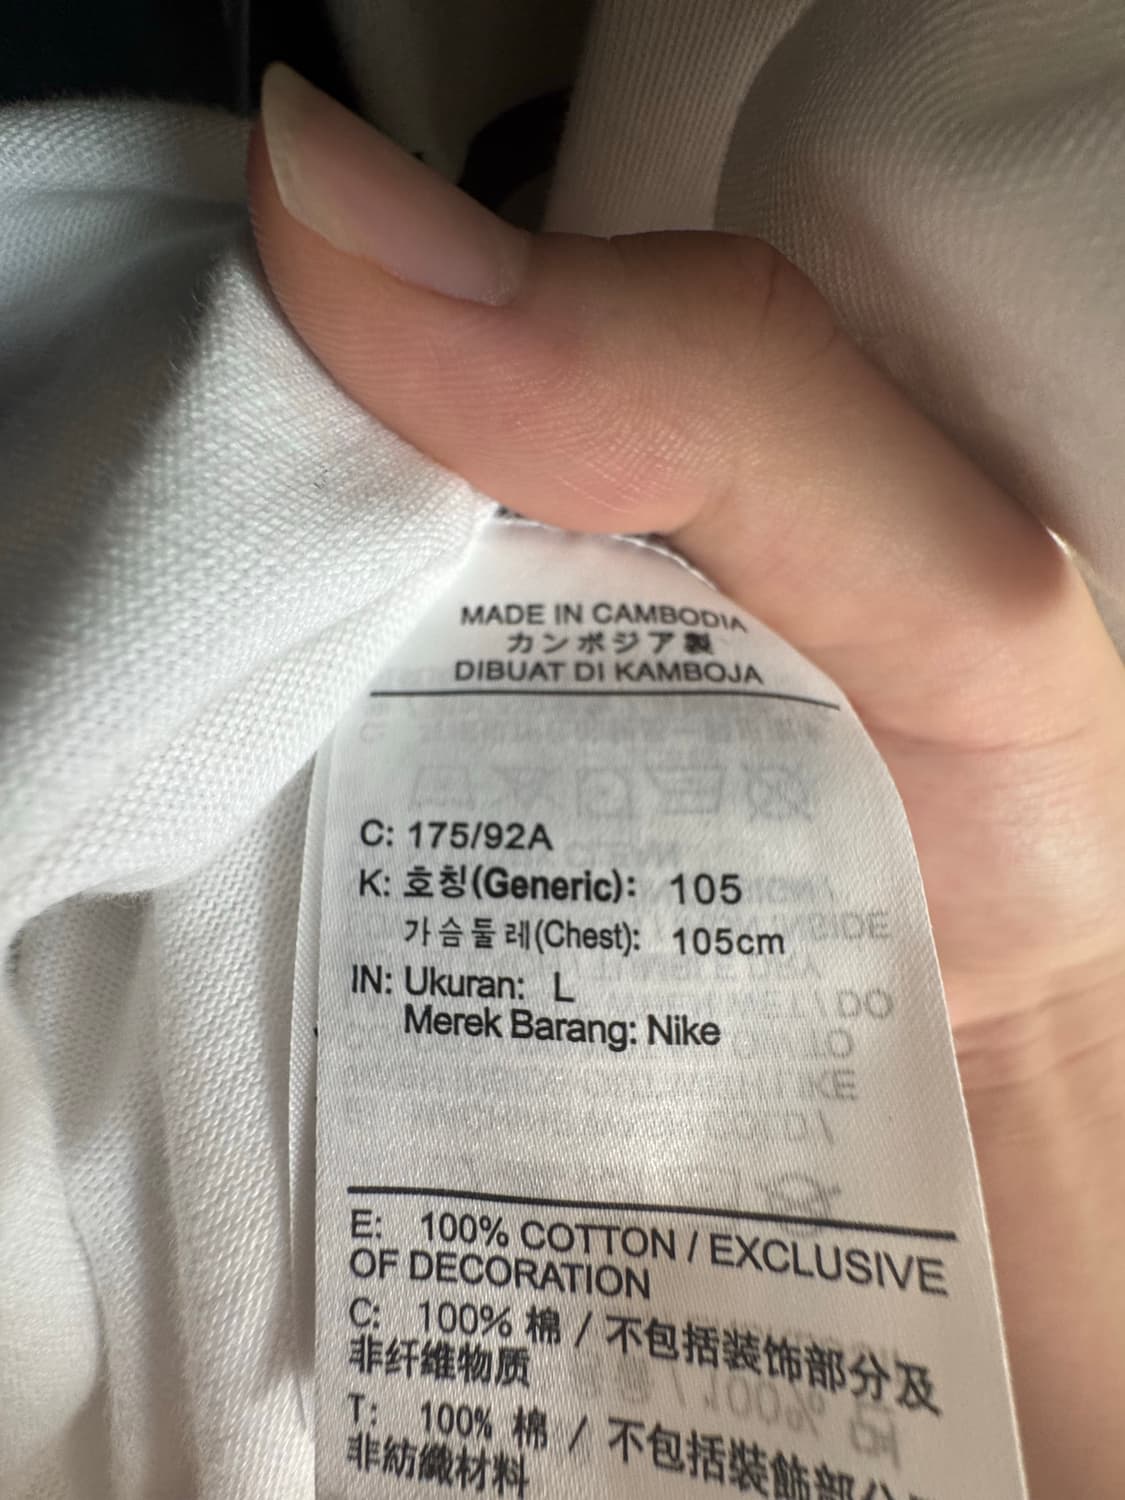 MADE IN CAMBODIA
カンボジア製
DIBUAT DI KAMBOJA
C: 175/92A
K: 호칭(Generic): 105
가슴둘레(Chest): 105cm
IN: Ukuran: L
Merek Barang: Nike
E: 100% COTTON / EXCLUSIVE
OF DECORATION
C: 100% 棉 / 不包括装饰部分及
非纤维物质
T: 100% 棉 / 不包括裝飾部分
非紡織材料